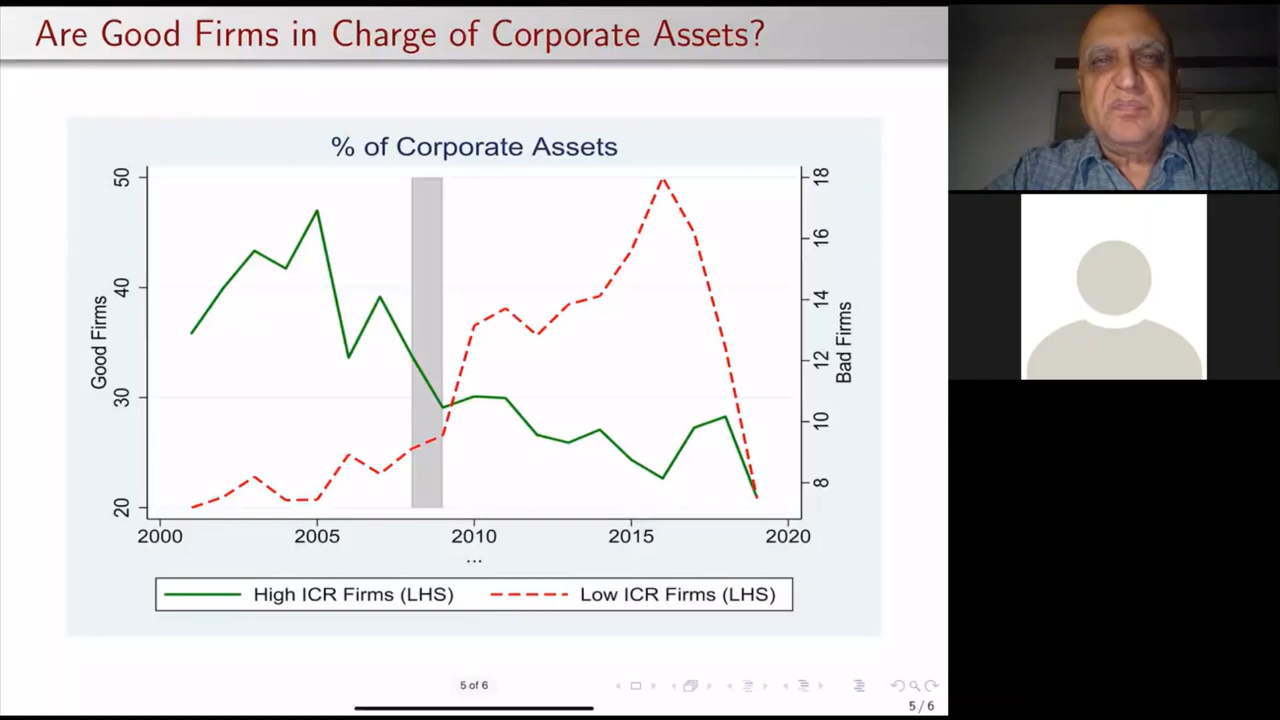 Are Good Firms in Charge of Corporate Assets?
% of Corporate Assets
50
40
30
20
Good Firms
18
16
14
12
10
8
Bad Firms
2000 2005 2010 2015 2020
...
High ICR Firms (LHS) Low ICR Firms (LHS)
5 of 6
5 / 6